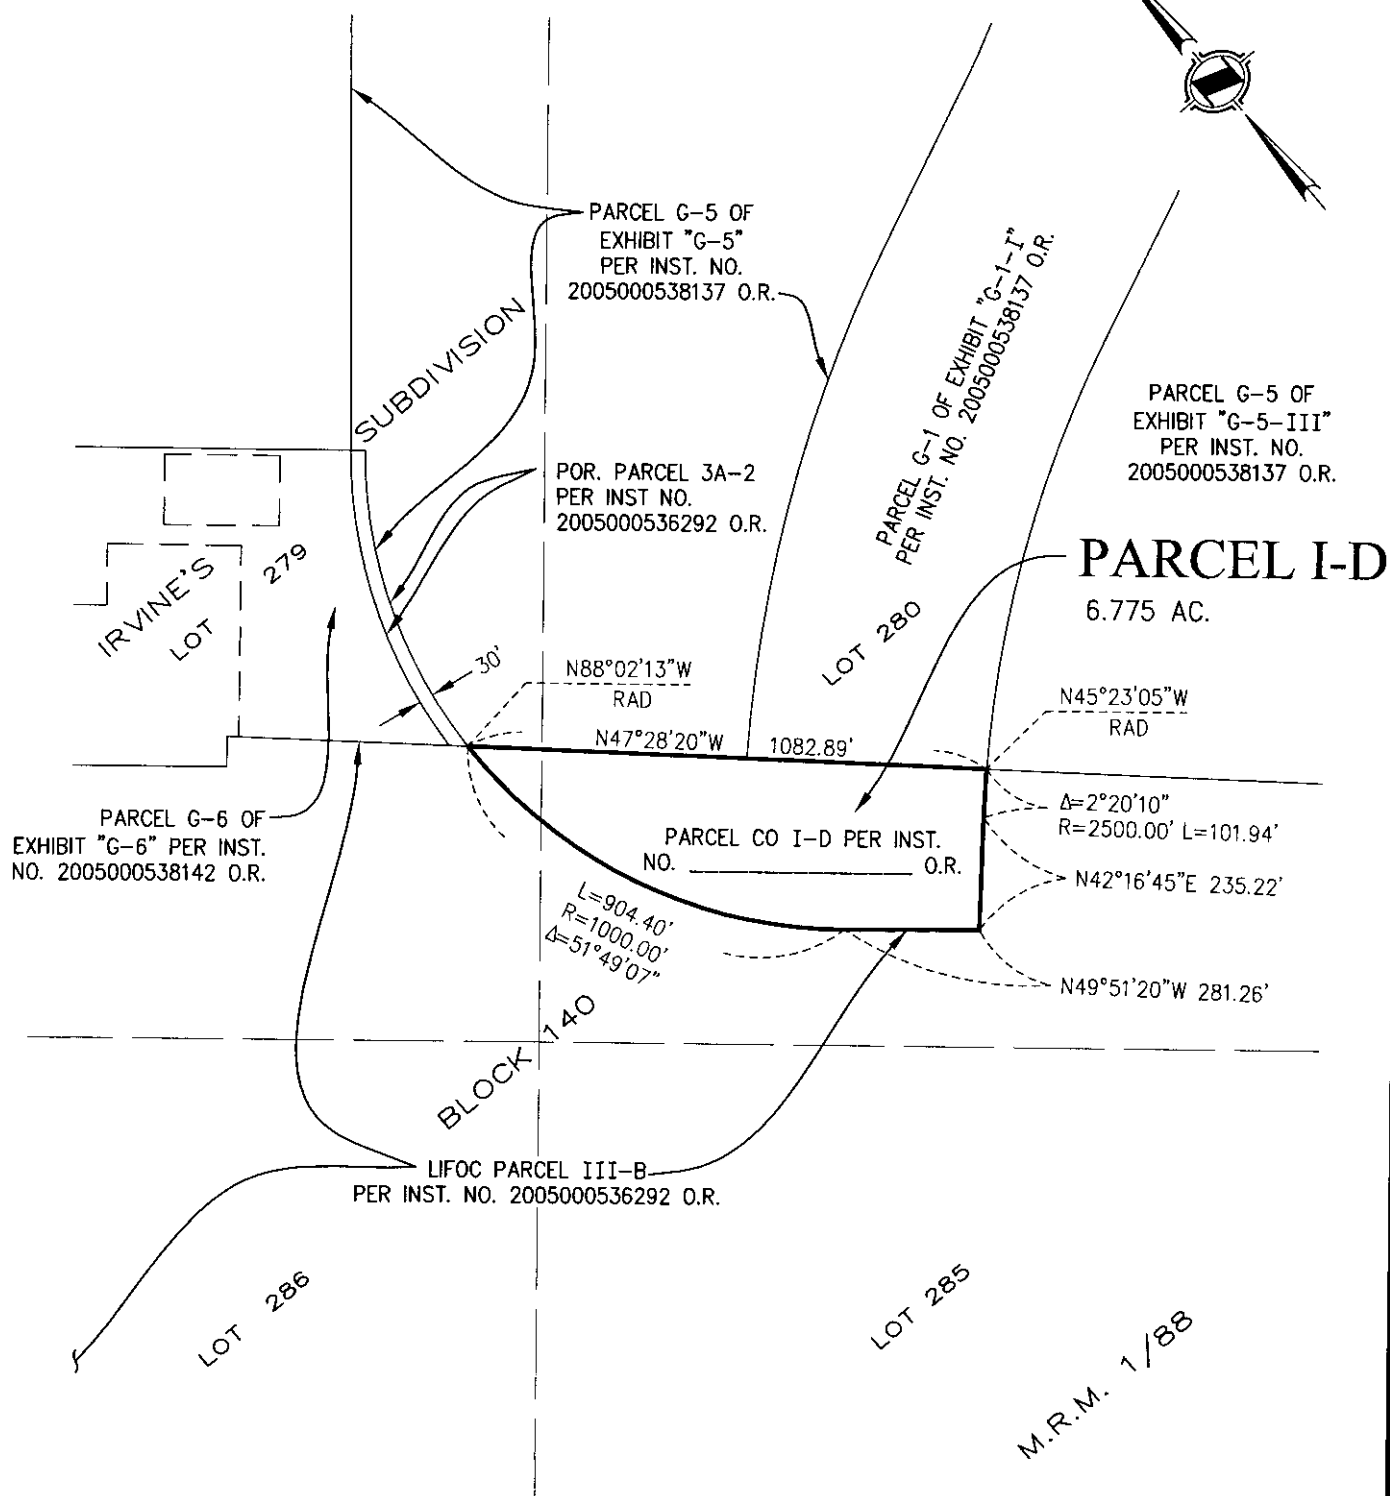 PARCEL G-5 OF
EXHIBIT "G-5"
PER INST. NO.
2005000538137 O.R.
SUBDIVISION
PARCEL G-1 OF EXHIBIT "G-1-I"
PER INST. NO. 2005000538137 O.R.
PARCEL G-5 OF
EXHIBIT "G-5-III"
PER INST. NO.
2005000538137 O.R.
POR. PARCEL 3A-2
PER INST NO.
2005000536292 O.R.
PARCEL I-D
6.775 AC.
IRVINE'S
LOT 279
LOT 280
30'
N88°02'13"W
RAD
N45°23'05"W
RAD
N47°28'20"W 1082.89'
Δ=2°20'10"
R=2500.00' L=101.94'
PARCEL G-6 OF
EXHIBIT "G-6" PER INST.
NO. 2005000538142 O.R.
PARCEL CO I-D PER INST.
NO. ____________ O.R.
N42°16'45"E 235.22'
L=904.40'
R=1000.00'
Δ=51°49'07"
N49°51'20"W 281.26'
BLOCK 140
LIFOC PARCEL III-B
PER INST. NO. 2005000536292 O.R.
LOT 286
LOT 285
M.R.M. 1/88